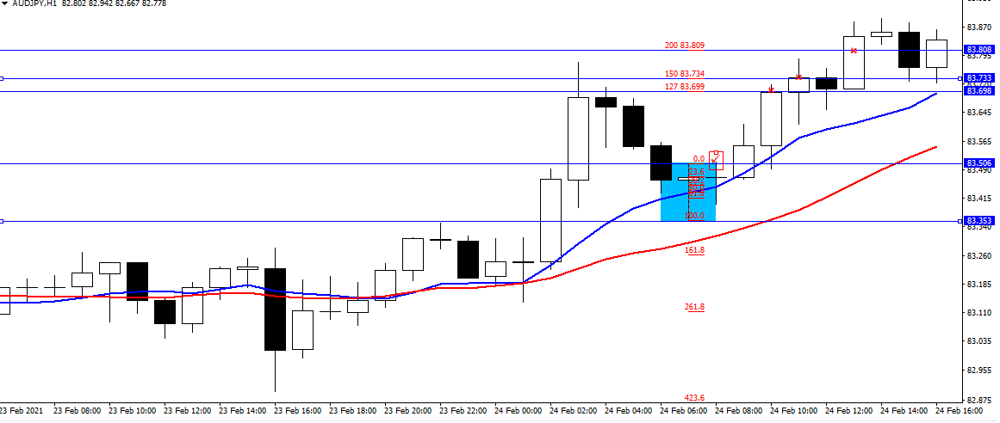 AUDJPY,H1 82.802 82.942 82.667 82.778
83.870
200 83.809
83.808
83.795
150 83.734
83.733
127 83.699
83.698
83.645
83.565
0.0
83.506
83.490
23.6
61.8
83.415
100.0
83.353
83.340
161.8
83.260
83.185
261.8
83.110
83.035
82.955
423.6
82.875
23 Feb 2021
23 Feb 08:00
23 Feb 10:00
23 Feb 12:00
23 Feb 14:00
23 Feb 16:00
23 Feb 18:00
23 Feb 20:00
23 Feb 22:00
24 Feb 00:00
24 Feb 02:00
24 Feb 04:00
24 Feb 06:00
24 Feb 08:00
24 Feb 10:00
24 Feb 12:00
24 Feb 14:00
24 Feb 16:00